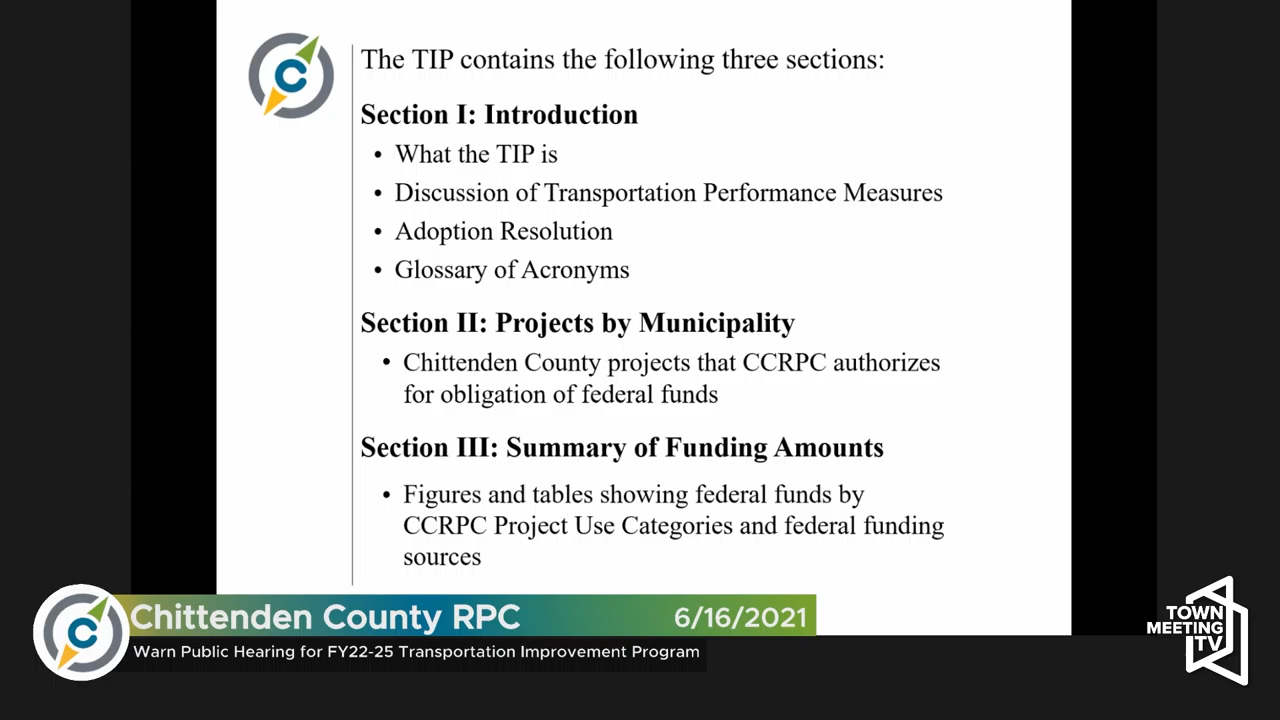 The TIP contains the following three sections:
Section I: Introduction
• What the TIP is
• Discussion of Transportation Performance Measures
• Adoption Resolution
• Glossary of Acronyms
Section II: Projects by Municipality
• Chittenden County projects that CCRPC authorizes
for obligation of federal funds
Section III: Summary of Funding Amounts
• Figures and tables showing federal funds by
CCRPC Project Use Categories and federal funding
sources
Chittenden County RPC 6/16/2021
Warn Public Hearing for FY22-25 Transportation Improvement Program
TOWN
MEETING
TV
C
C